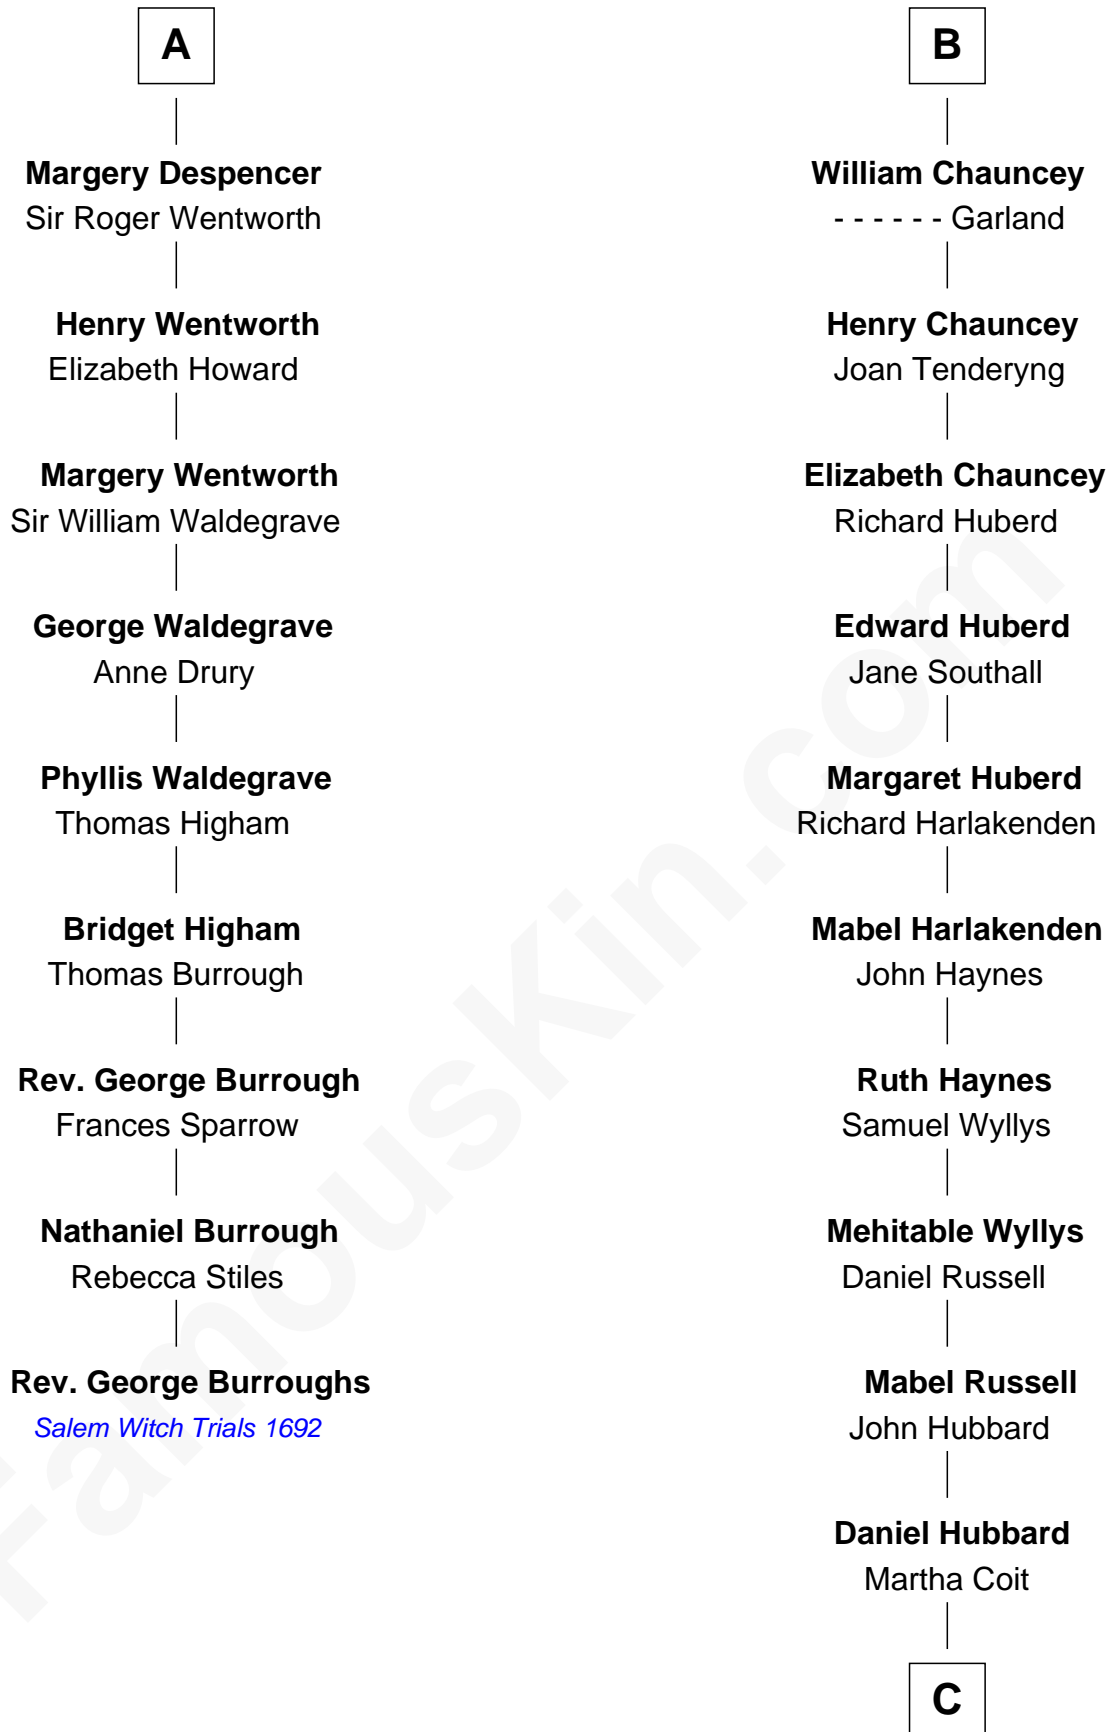 A
Margery Despencer
Sir Roger Wentworth
Henry Wentworth
Elizabeth Howard
Margery Wentworth
Sir William Waldegrave
George Waldegrave
Anne Drury
Phyllis Waldegrave
Thomas Higham
Bridget Higham
Thomas Burrough
Rev. George Burrough
Frances Sparrow
Nathaniel Burrough
Rebecca Stiles
Rev. George Burroughs
Salem Witch Trials 1692
B
William Chauncey
- - - - - - Garland
Henry Chauncey
Joan Tenderyng
Elizabeth Chauncey
Richard Huberd
Edward Huberd
Jane Southall
Margaret Huberd
Richard Harlakenden
Mabel Harlakenden
John Haynes
Ruth Haynes
Samuel Wyllys
Mehitable Wyllys
Daniel Russell
Mabel Russell
John Hubbard
Daniel Hubbard
Martha Coit
C
FamousKin.com